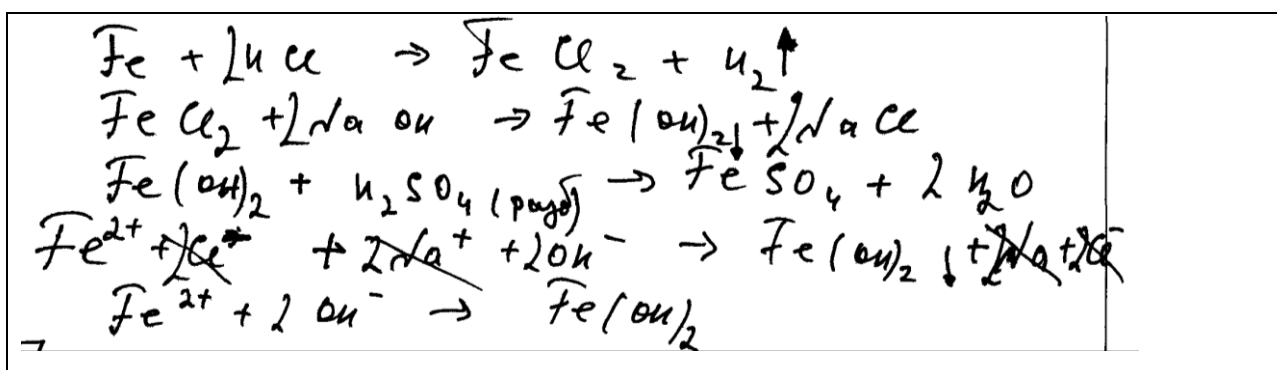 Fe + 2HCl → FeCl₂ + H₂↑
FeCl₂ + 2NaOH → Fe(OH)₂↓ + 2NaCl
Fe(OH)₂ + H₂SO₄ (разб) → FeSO₄ + 2H₂O
Fe²⁺ + 2Cl⁻ + 2Na⁺ + 2OH⁻ → Fe(OH)₂↓ + 2Na + 2Cl⁻
Fe²⁺ + 2OH⁻ → Fe(OH)₂